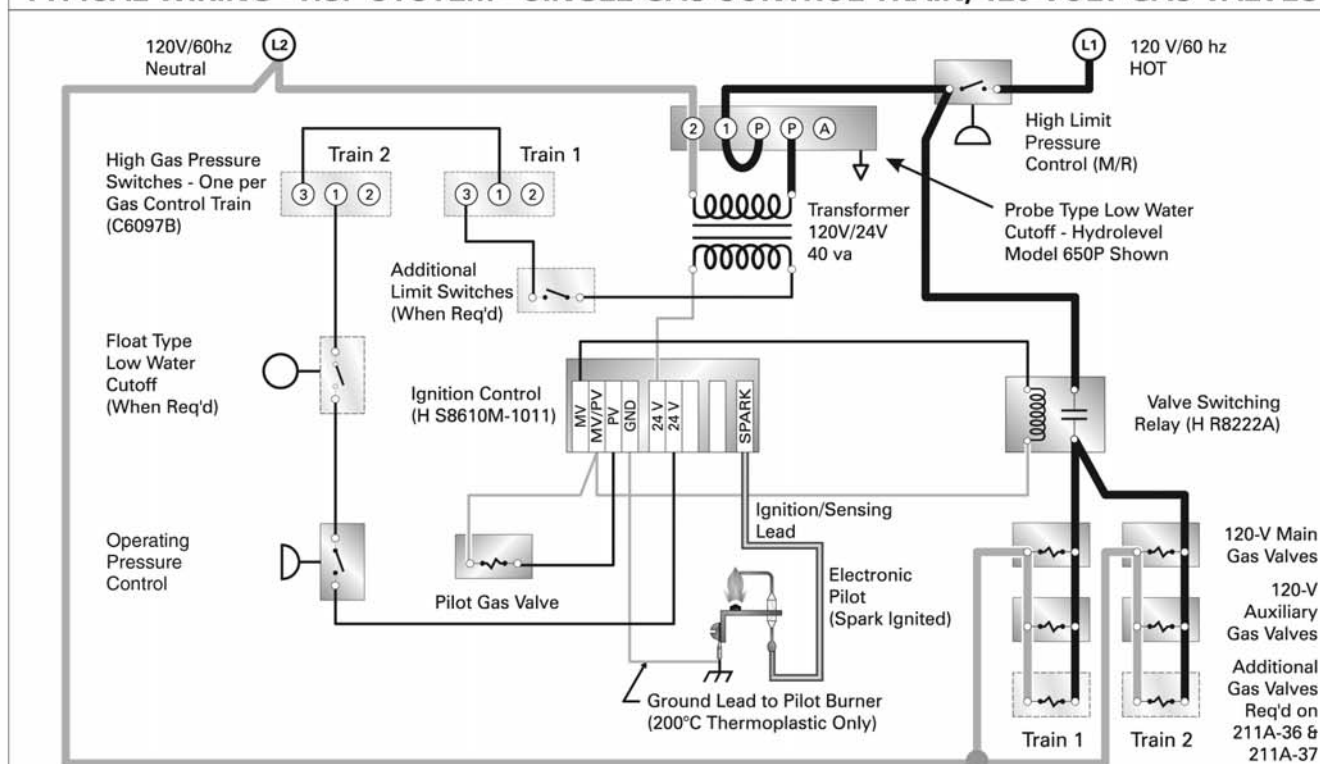 120V/60hz
Neutral
L2
L1
120 V/60 hz
HOT
High Limit
Pressure
Control (M/R)
2 1 P P A
High Gas Pressure
Switches - One per
Gas Control Train
(C6097B)
Train 2
3 1 2
Train 1
3 1 2
Transformer
120V/24V
40 va
Probe Type Low Water
Cutoff - Hydrolevel
Model 650P Shown
Additional
Limit Switches
(When Req'd)
Float Type
Low Water
Cutoff
(When Req'd)
Ignition Control
(H S8610M-1011)
MV
MV/PV
PV
GND
24 V
24 V
SPARK
Valve Switching
Relay (H R8222A)
Operating
Pressure
Control
Pilot Gas Valve
Ignition/Sensing
Lead
Electronic
Pilot
(Spark Ignited)
Ground Lead to Pilot Burner
(200°C Thermoplastic Only)
120-V Main
Gas Valves
120-V
Auxiliary
Gas Valves
Additional
Gas Valves
Req'd on
211A-36 &
211A-37
Train 1
Train 2